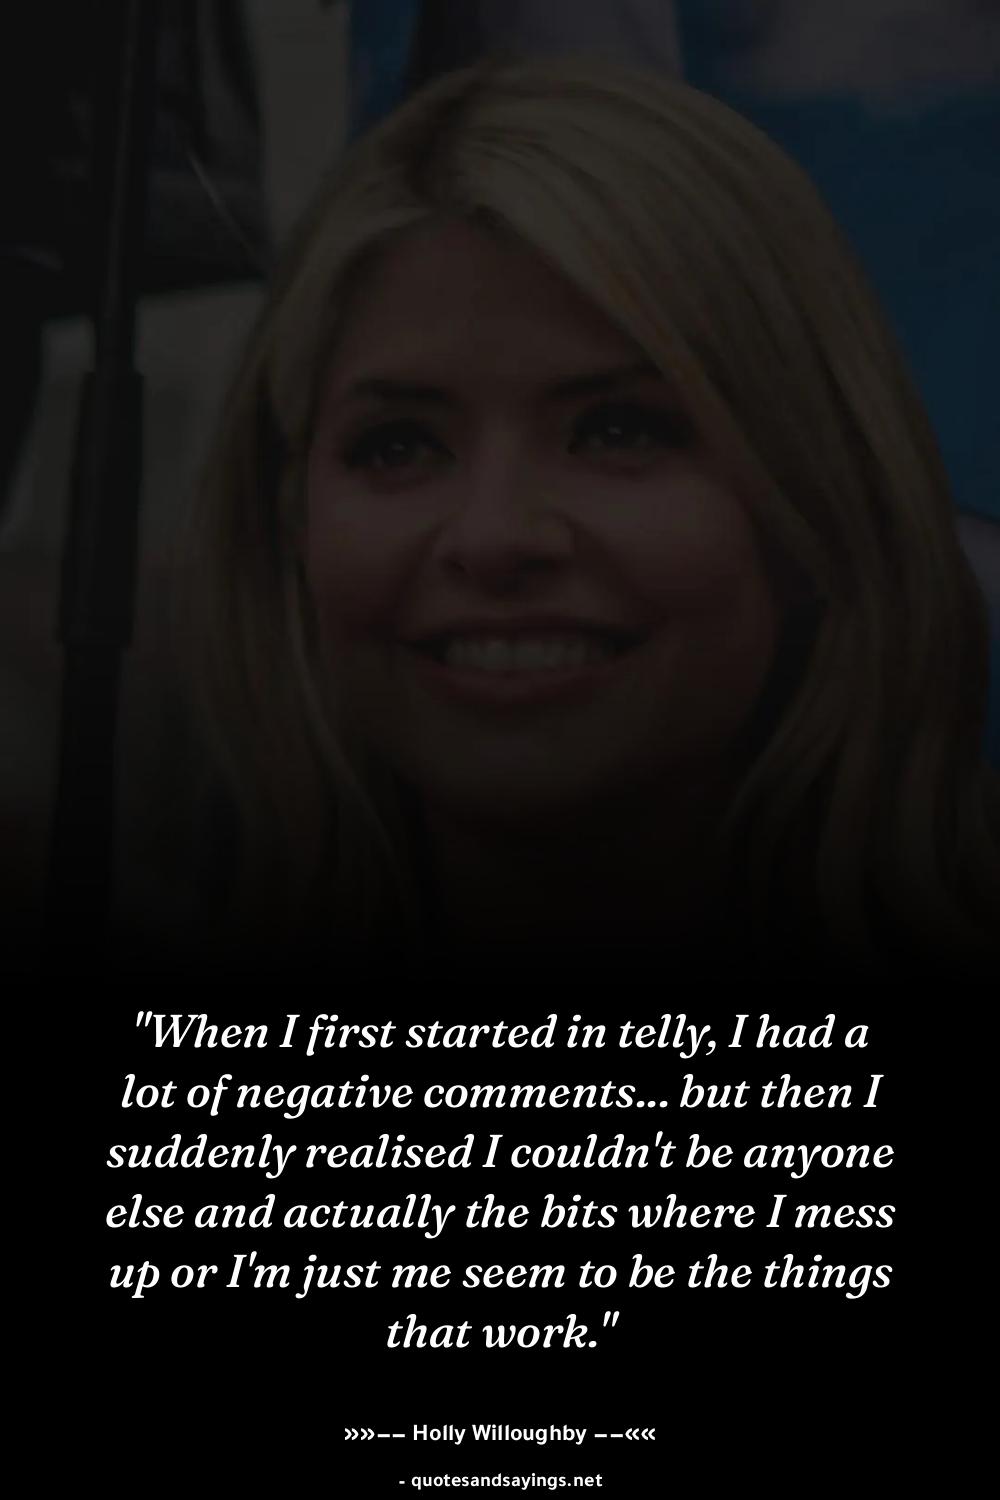 "When I first started in telly, I had a
lot of negative comments... but then I
suddenly realised I couldn't be anyone
else and actually the bits where I mess
up or I'm just me seem to be the things
that work."
»»−− Holly Willoughby −−««
- quotesandsayings.net